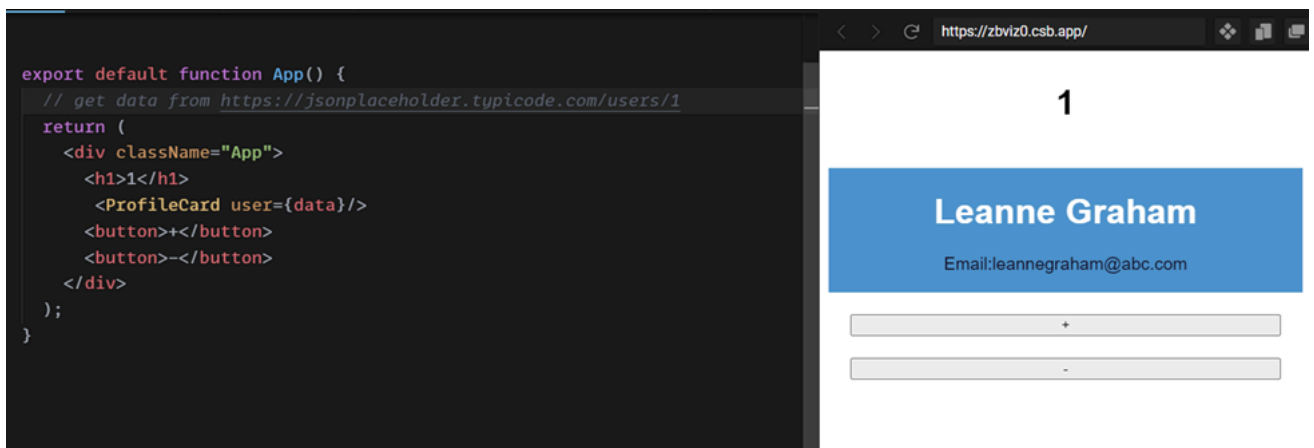 export default function App() {
// get data from https://jsonplaceholder.typicode.com/users/1
return (
<div className="App">
<h1>1</h1>
<ProfileCard user={data}/>
<button>+</button>
<button>-</button>
</div>
);
}
https://zbviz0.csb.app/
1
Leanne Graham
Email:leannegraham@abc.com
+
-